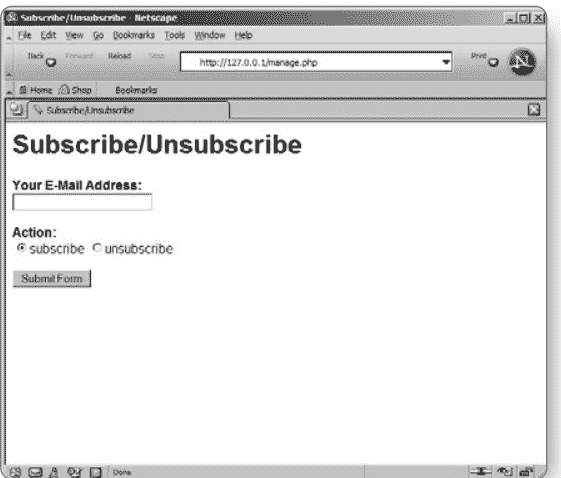 Subscribe/Unsubscribe - Netscape
File Edit View Go Bookmarks Tools Window Help
Back Forward Reload Stop http://127.0.0.1/manage.php Print N
Home Shop Bookmarks
Subscribe/Unsubscribe
Subscribe/Unsubscribe
Your E-Mail Address:
Action:
subscribe unsubscribe
Submit Form
Done